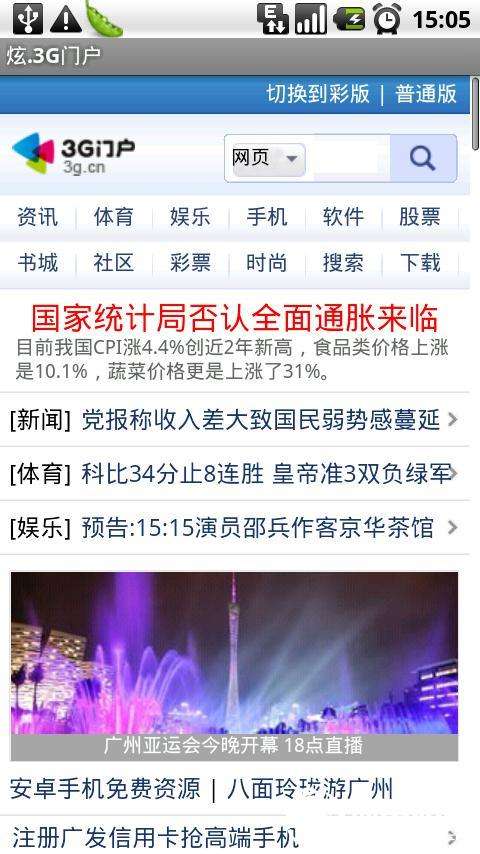 15:05
炫.3G门户
切换到彩版 | 普通版
3G门户
3g.cn
网页
资讯 体育 娱乐 手机 软件 股票
书城 社区 彩票 时尚 搜索 下载
国家统计局否认全面通胀来临
目前我国CPI涨4.4%创近2年新高，食品类价格上涨
是10.1%，蔬菜价格更是上涨了31%。
[新闻] 党报称收入差大致国民弱势感蔓延
[体育] 科比34分止8连胜 皇帝准3双负绿军
[娱乐] 预告:15:15演员邵兵作客京华茶馆
广州亚运会今晚开幕 18点直播
安卓手机免费资源 | 八面玲珑游广州
注册广发信用卡抢高端手机